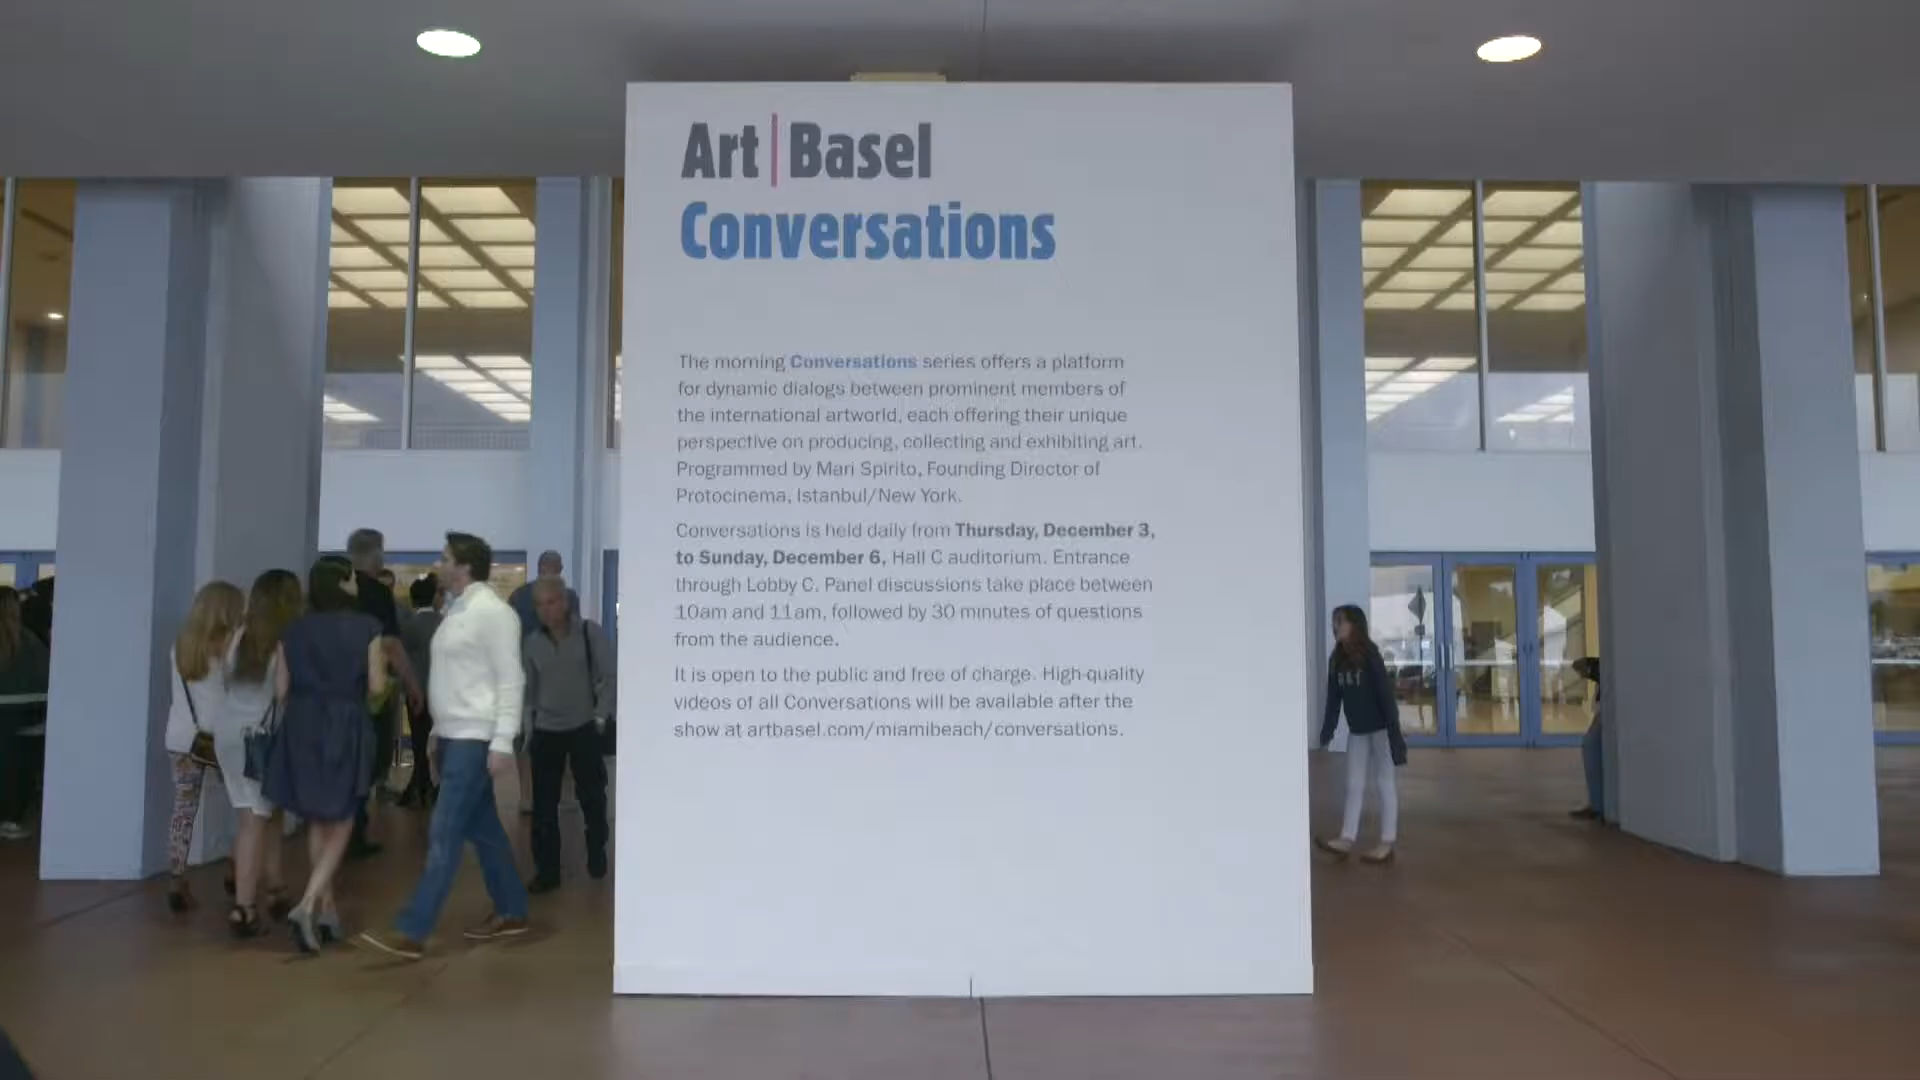 Art|Basel
Conversations
The morning Conversations series offers a platform
for dynamic dialogs between prominent members of
the international artworld, each offering their unique
perspective on producing, collecting and exhibiting art.
Programmed by Mari Spirito, Founding Director of
Protocinema, Istanbul/New York.
Conversations is held daily from Thursday, December 3,
to Sunday, December 6, Hall C auditorium. Entrance
through Lobby C. Panel discussions take place between
10am and 11am, followed by 30 minutes of questions
from the audience.
It is open to the public and free of charge. High-quality
videos of all Conversations will be available after the
show at artbasel.com/miamibeach/conversations.